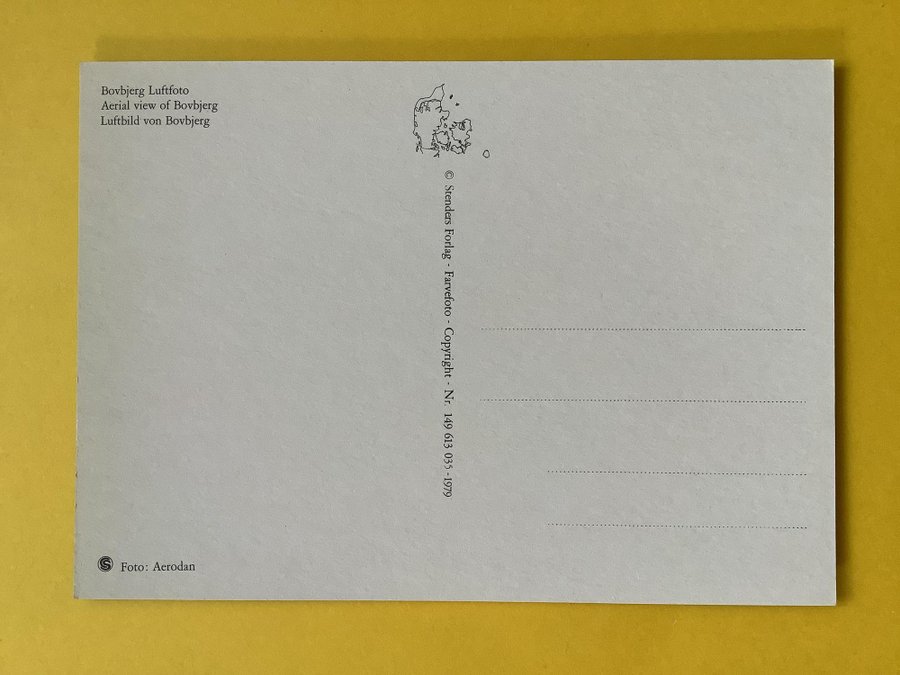 Bovbjerg Luftfoto
Aerial view of Bovbjerg
Luftbild von Bovbjerg
© Stenders Forlag - Farvefoto - Copyright - Nr. 149 613 035 -1979
S Foto: Aerodan